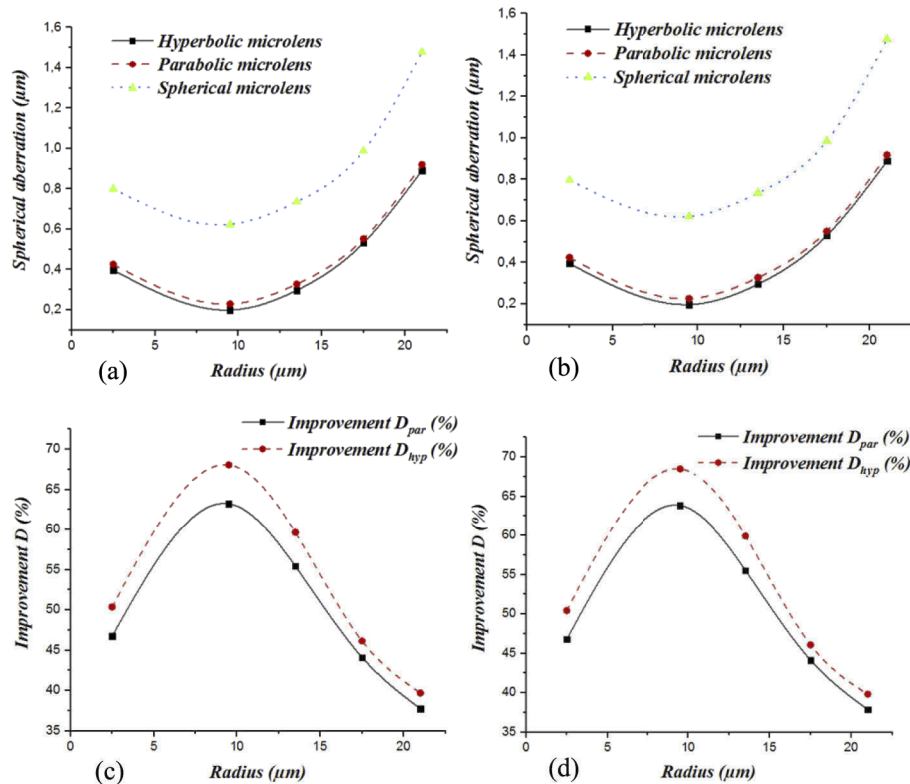 1,6
1,4
1,2
1,0
0,8
0,6
0,4
0,2
Spherical aberration (µm)
Hyperbolic microlens
Parabolic microlens
Spherical microlens
0 5 10 15 20
Radius (µm)
(a)
1,6
1,4
1,2
1,0
0,8
0,6
0,4
0,2
Spherical aberration (µm)
Hyperbolic microlens
Parabolic microlens
Spherical microlens
0 5 10 15 20
Radius (µm)
(b)
Improvement Dpar (%)
Improvement Dhyp (%)
70
65
60
55
50
45
40
35
Improvement D (%)
0 5 10 15 20
Radius (µm)
(c)
Improvement Dpar (%)
Improvement Dhyp (%)
70
65
60
55
50
45
40
35
Improvement D (%)
0 5 10 15 20
Radius (µm)
(d)